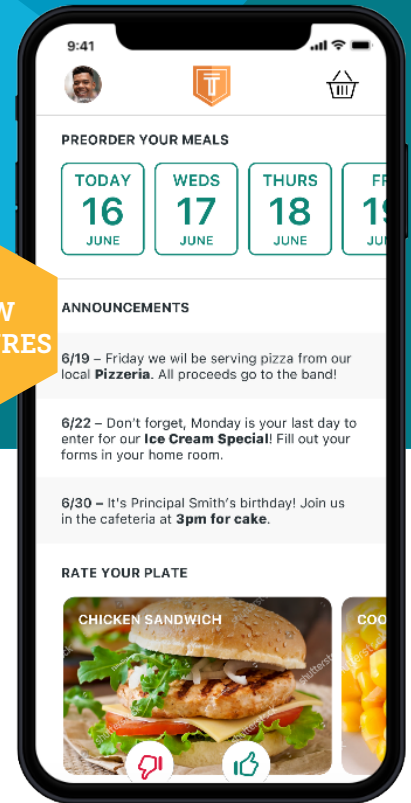 9:41
PREORDER YOUR MEALS
TODAY
16
JUNE
WEDS
17
JUNE
THURS
18
JUNE
ANNOUNCEMENTS
6/19 – Friday we wil be serving pizza from our
local Pizzeria. All proceeds go to the band!
6/22 – Don't forget, Monday is your last day to
enter for our Ice Cream Special! Fill out your
forms in your home room.
6/30 – It's Principal Smith's birthday! Join us
in the cafeteria at 3pm for cake.
RATE YOUR PLATE
CHICKEN SANDWICH